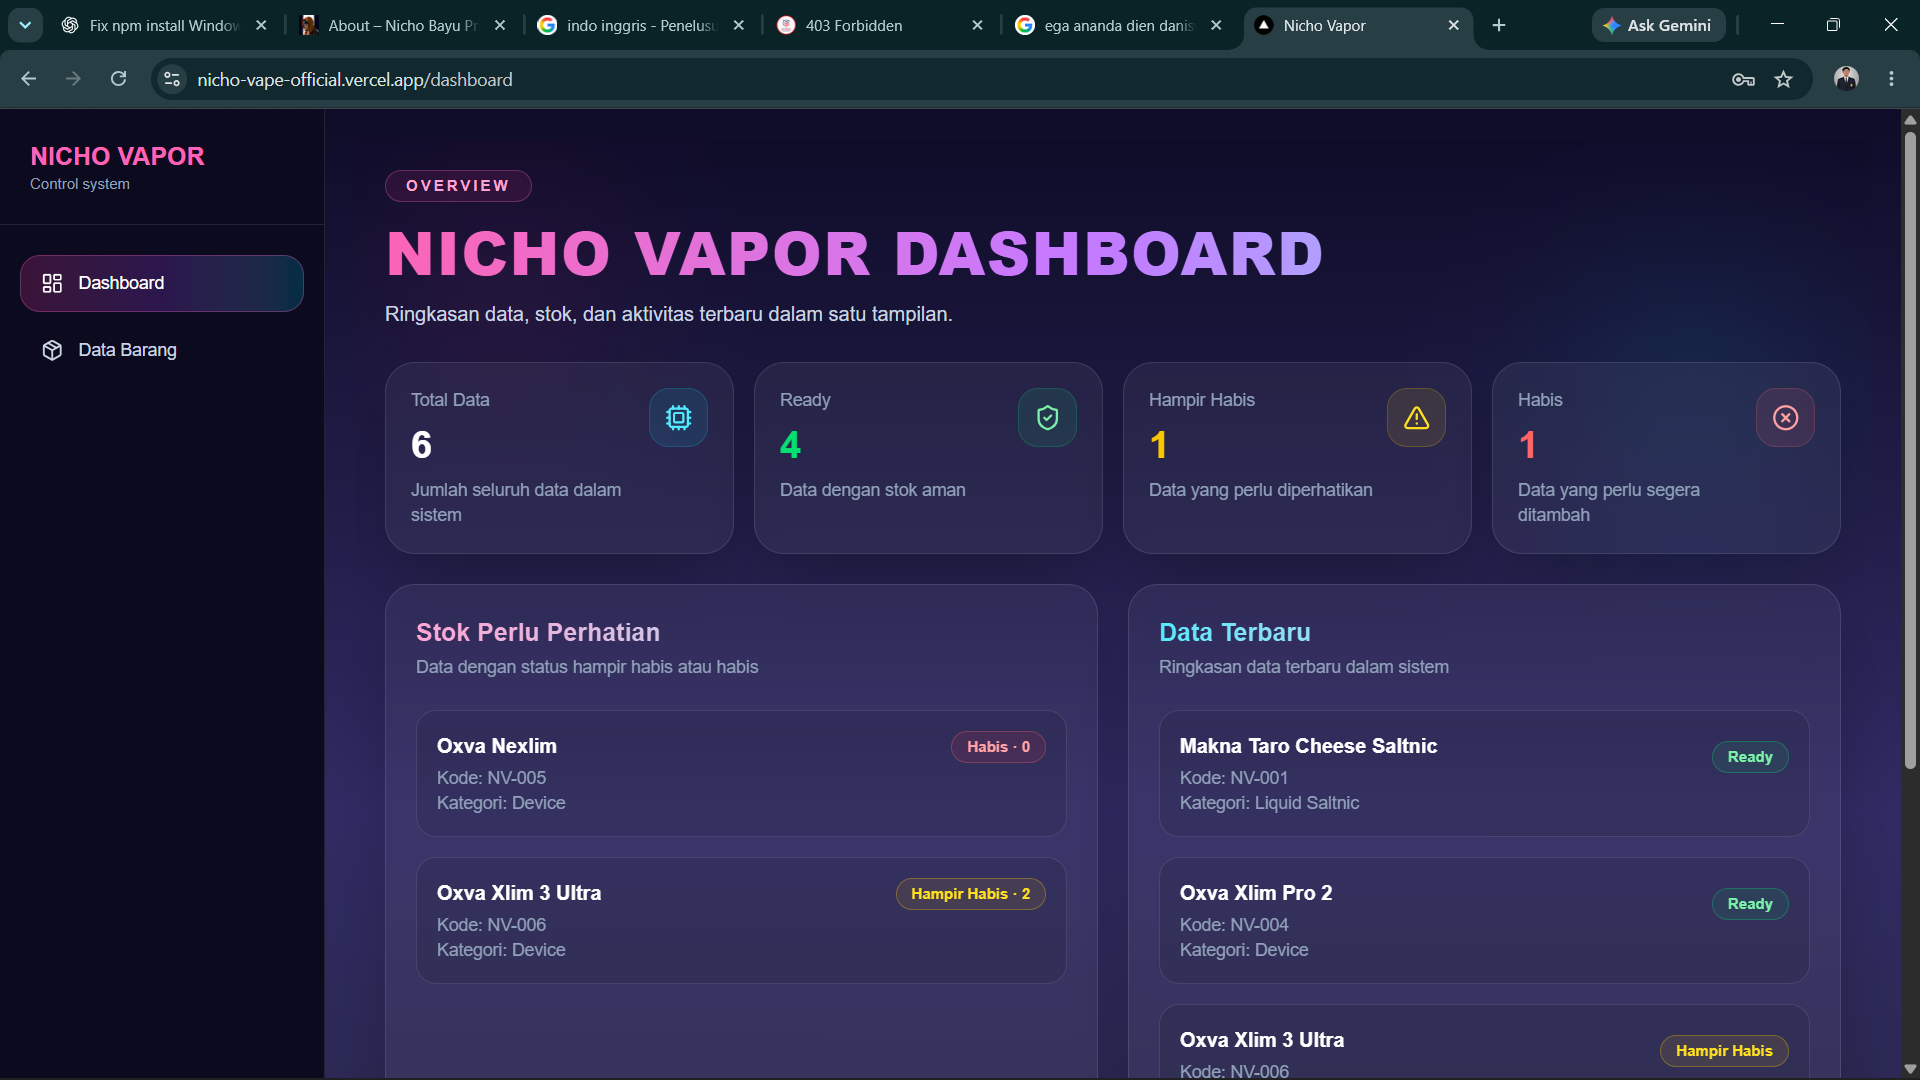 Fix npm install Window
About – Nicho Bayu Pr
indo inggris - Penelusu
403 Forbidden
ega ananda dien danis
Nicho Vapor
Ask Gemini
nicho-vape-official.vercel.app/dashboard
NICHO VAPOR
Control system
Dashboard
Data Barang
OVERVIEW
NICHO VAPOR DASHBOARD
Ringkasan data, stok, dan aktivitas terbaru dalam satu tampilan.
Total Data
6
Jumlah seluruh data dalam
sistem
Ready
4
Data dengan stok aman
Hampir Habis
1
Data yang perlu diperhatikan
Habis
1
Data yang perlu segera
ditambah
Stok Perlu Perhatian
Data dengan status hampir habis atau habis
Oxva Nexlim
Habis · 0
Kode: NV-005
Kategori: Device
Oxva Xlim 3 Ultra
Hampir Habis · 2
Kode: NV-006
Kategori: Device
Data Terbaru
Ringkasan data terbaru dalam sistem
Makna Taro Cheese Saltnic
Ready
Kode: NV-001
Kategori: Liquid Saltnic
Oxva Xlim Pro 2
Ready
Kode: NV-004
Kategori: Device
Oxva Xlim 3 Ultra
Hampir Habis
Kode: NV-006